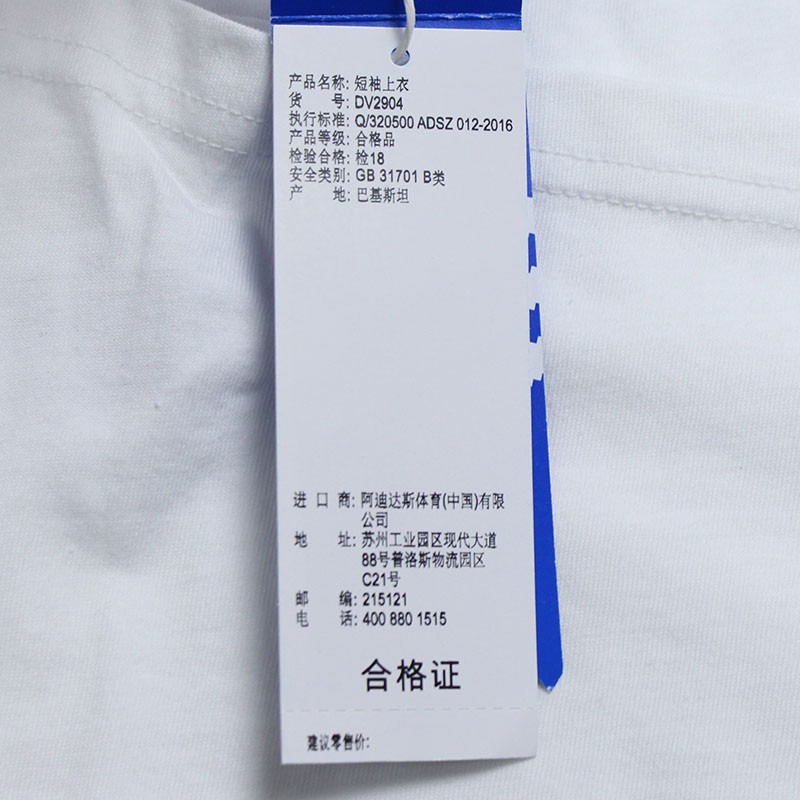 产品名称: 短袖上衣
货 号: DV2904
执行标准: Q/320500 ADSZ 012-2016
产品等级: 合格品
检验合格: 检18
安全类别: GB 31701 B类
产 地: 巴基斯坦
进 口 商: 阿迪达斯体育(中国)有限
公司
地 址: 苏州工业园区现代大道
88号普洛斯物流园区
C21号
邮 编: 215121
电 话: 400 880 1515
合格证
建议零售价: